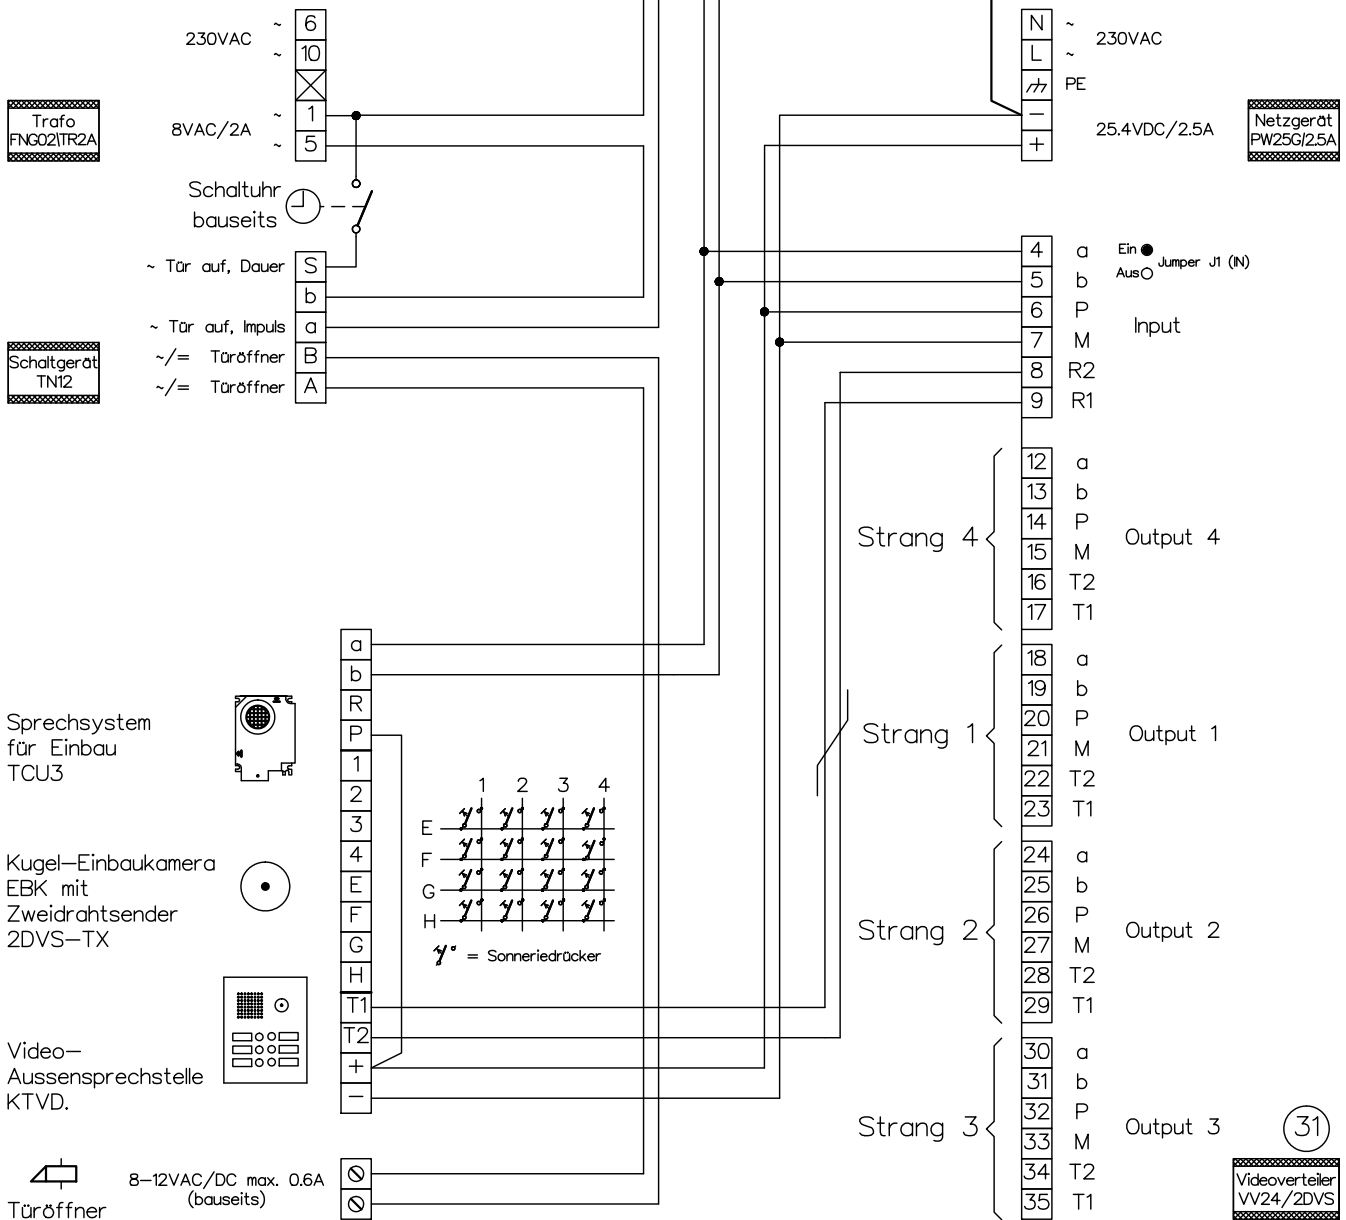 6
230VAC ~
~ 10
~ 1
8VAC/2A
~ 5
Trafo
FNG02\TR2A
Schaltuhr
bauseits
~ Tür auf, Dauer S
b
~ Tür auf, Impuls a
~/= Türöffner B
~/= Türöffner A
Schaltgerät
TN12
N ~
230VAC
L ~
PE
−
25.4VDC/2.5A
+
Netzgerät
PW25G/2.5A
4 a
5 b
6 P
7 M
8 R2
9 R1
Ein
Aus
Jumper J1 (IN)
Input
12 a
13 b
14 P
15 M
16 T2
17 T1
Strang 4
Output 4
18 a
19 b
20 P
21 M
22 T2
23 T1
Strang 1
Output 1
24 a
25 b
26 P
27 M
28 T2
29 T1
Strang 2
Output 2
30 a
31 b
32 P
33 M
34 T2
35 T1
Strang 3
Output 3
31
Videoverteiler
VV24/2DVS
a
b
R
P
1
2
3
4
E
F
G
H
T1
T2
+
−
Sprechsystem
für Einbau
TCU3
Kugel−Einbaukamera
EBK mit
Zweidrahtsender
2DVS−TX
Video−
Aussensprechstelle
KTVD.
1 2 3 4
E
F
G
H
= Sonneriedrücker
8−12VAC/DC max. 0.6A
(bauseits)
Türöffner